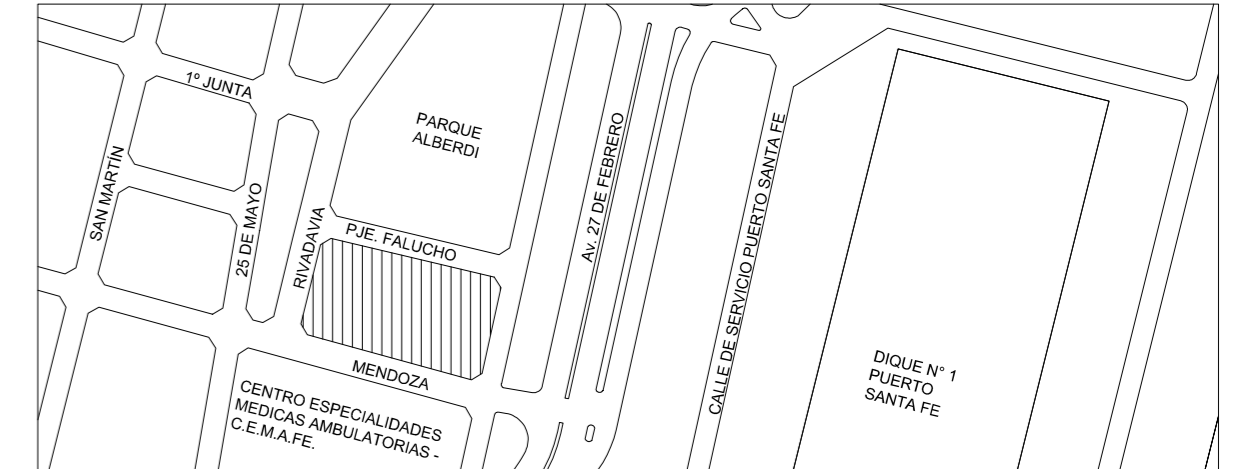 1º JUNTA
PARQUE
ALBERDI
SAN MARTÍN
25 DE MAYO
RIVADAVIA
PJE. FALUCHO
Av. 27 DE FEBRERO
CALLE DE SERVICIO PUERTO SANTA FE
MENDOZA
CENTRO ESPECIALIDADES
MEDICAS AMBULATORIAS -
C.E.M.A.FE.
DIQUE N° 1
PUERTO
SANTA FE